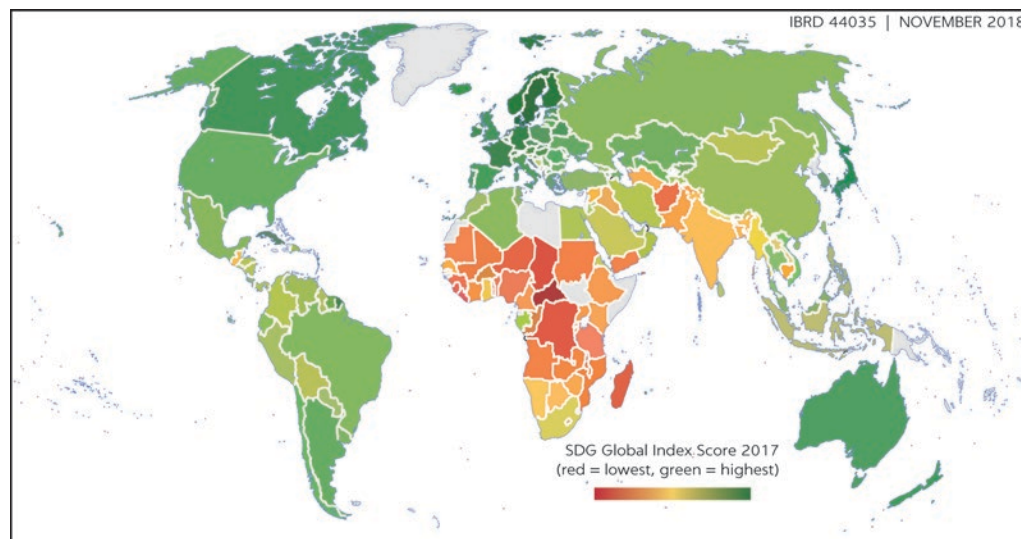 IBRD 44035 | NOVEMBER 2018
SDG Global Index Score 2017
(red = lowest, green = highest)